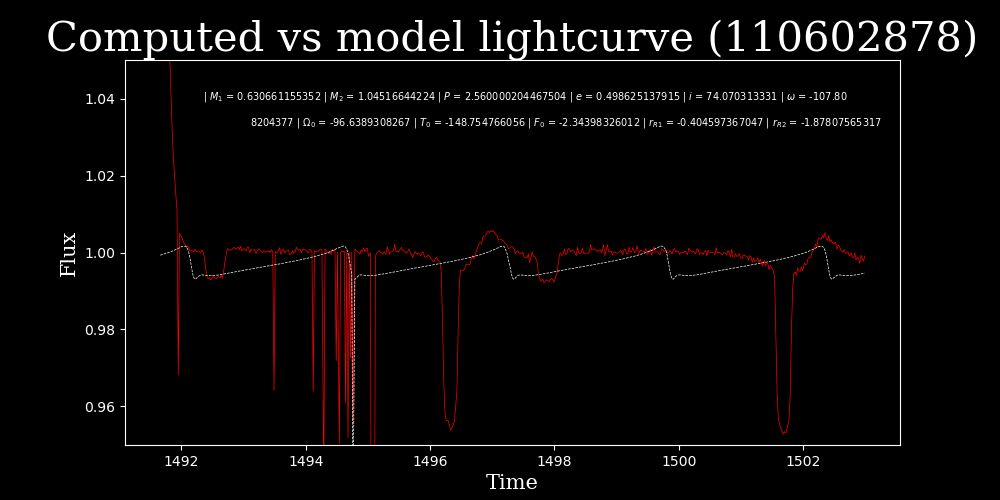 Computed vs model lightcurve (110602878)
| M₁ = 0.630661155352 | M₂ = 1.04516644224 | P = 2.560000204467504 | e = 0.498625137915 | i = 74.070313331 | ω = -107.80
8204377 | Ω₀ = -96.6389308267 | T₀ = -148.754766056 | F₀ = -2.34398326012 | r_R1 = -0.404597367047 | r_R2 = -1.87807565317
1.04
1.02
1.00
0.98
0.96
Flux
1492 1494 1496 1498 1500 1502
Time